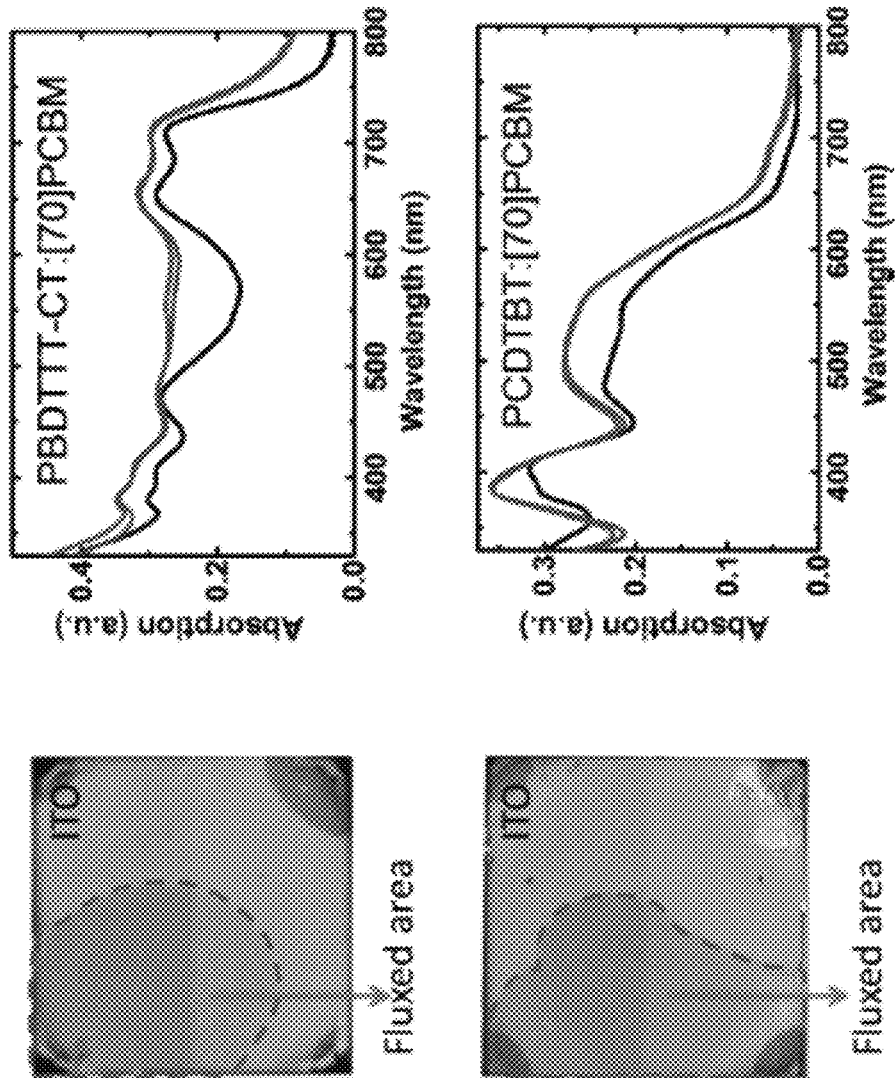 PBDTTT-CT:[70]PCBM
Absorption (a.u.)
0.4
0.2
0.0
400
500
600
700
800
Wavelength (nm)
PCDTBT:[70]PCBM
Absorption (a.u.)
0.3
0.2
0.1
0.0
400
500
600
700
800
Wavelength (nm)
ITO
Fluxed area
ITO
Fluxed area